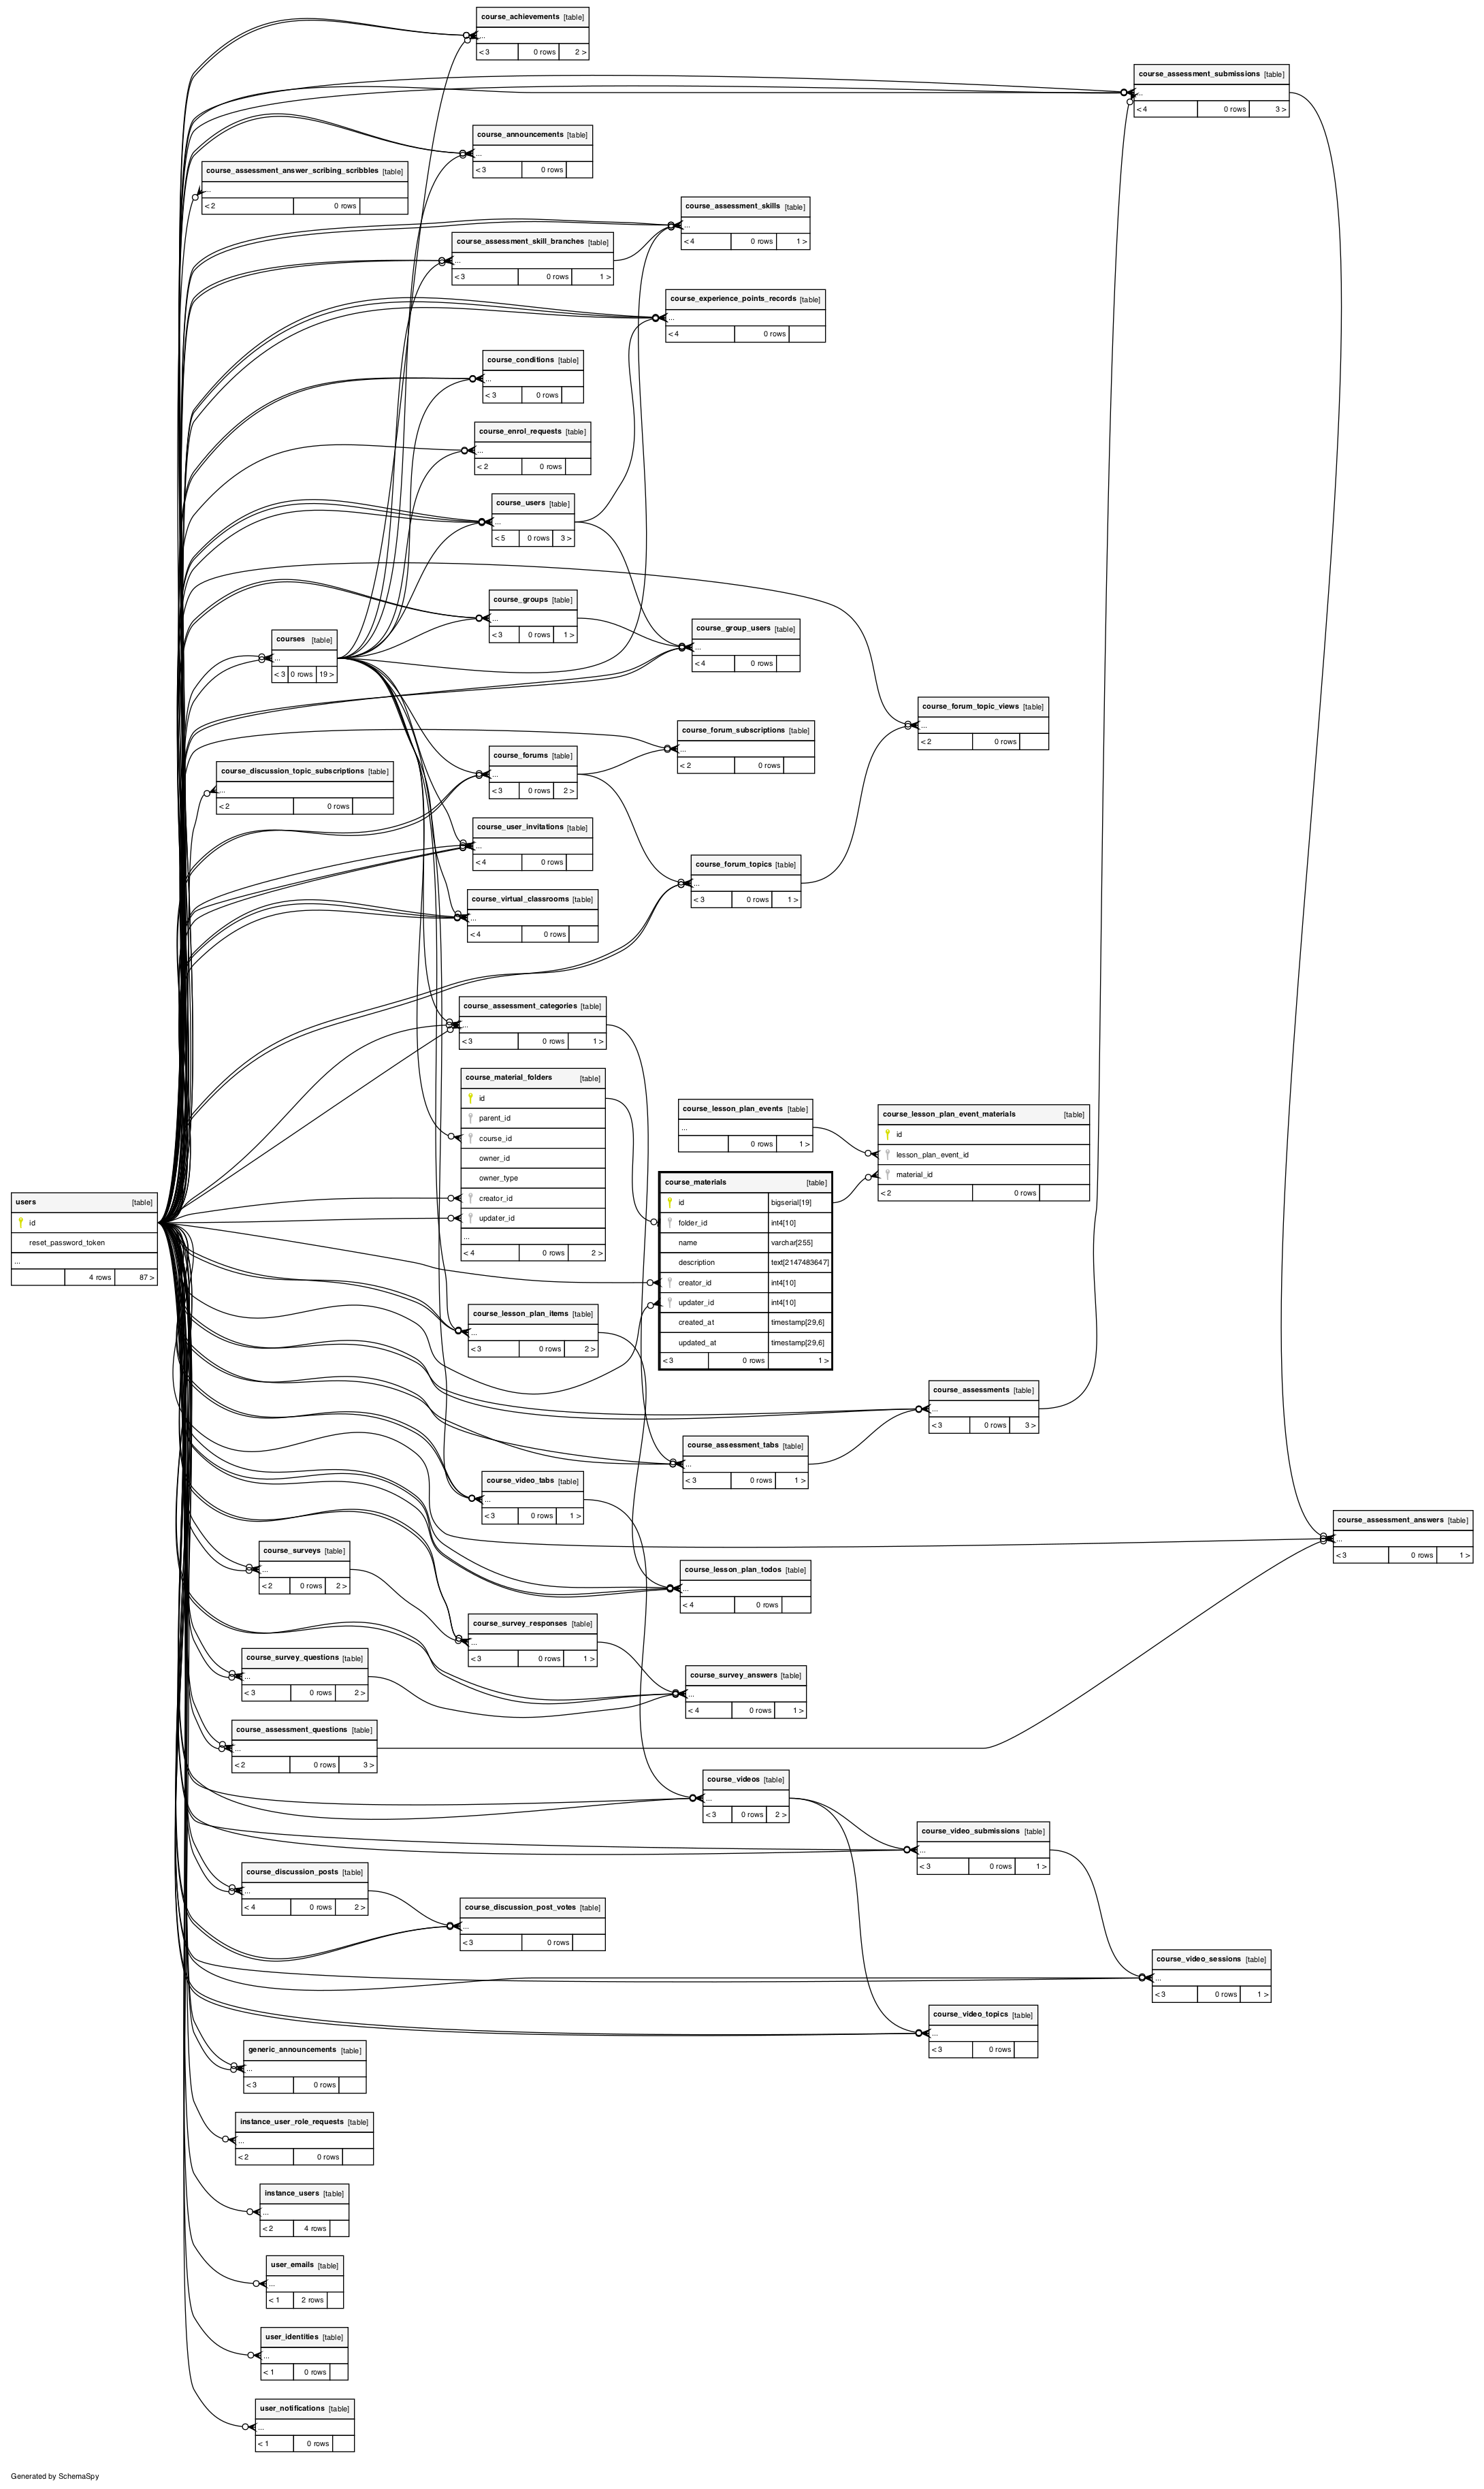 course_achievements [table]
...
< 3 0 rows 2 >
course_assessment_submissions [table]
...
< 4 0 rows 3 >
course_announcements [table]
...
< 3 0 rows
course_assessment_answer_scribing_scribbles [table]
...
< 2 0 rows
course_assessment_skills [table]
...
< 4 0 rows 1 >
course_assessment_skill_branches [table]
...
< 3 0 rows 1 >
course_experience_points_records [table]
...
< 4 0 rows
course_conditions [table]
...
< 3 0 rows
course_enrol_requests [table]
...
< 2 0 rows
course_users [table]
...
< 5 0 rows 3 >
course_groups [table]
...
< 3 0 rows 1 >
course_group_users [table]
...
< 4 0 rows
courses [table]
...
< 3 0 rows 19 >
course_forum_topic_views [table]
...
< 2 0 rows
course_forum_subscriptions [table]
...
< 2 0 rows
course_forums [table]
...
< 3 0 rows 2 >
course_discussion_topic_subscriptions [table]
...
< 2 0 rows
course_user_invitations [table]
...
< 4 0 rows
course_forum_topics [table]
...
< 3 0 rows 1 >
course_virtual_classrooms [table]
...
< 4 0 rows
course_assessment_categories [table]
...
< 3 0 rows 1 >
course_material_folders [table]
id
parent_id
course_id
owner_id
owner_type
creator_id
updater_id
...
< 4 0 rows 2 >
course_lesson_plan_events [table]
...
0 rows 1 >
course_lesson_plan_event_materials [table]
id
lesson_plan_event_id
material_id
< 2 0 rows
course_materials [table]
id bigserial[19]
folder_id int4[10]
name varchar[255]
description text[2147483647]
creator_id int4[10]
updater_id int4[10]
created_at timestamp[29,6]
updated_at timestamp[29,6]
< 3 0 rows 1 >
users [table]
id
reset_password_token
...
4 rows 87 >
course_lesson_plan_items [table]
...
< 3 0 rows 2 >
course_assessments [table]
...
< 3 0 rows 3 >
course_assessment_tabs [table]
...
< 3 0 rows 1 >
course_video_tabs [table]
...
< 3 0 rows 1 >
course_assessment_answers [table]
...
< 3 0 rows 1 >
course_surveys [table]
...
< 2 0 rows 2 >
course_lesson_plan_todos [table]
...
< 4 0 rows
course_survey_responses [table]
...
< 3 0 rows 1 >
course_survey_questions [table]
...
< 3 0 rows 2 >
course_survey_answers [table]
...
< 4 0 rows 1 >
course_assessment_questions [table]
...
< 2 0 rows 3 >
course_videos [table]
...
< 3 0 rows 2 >
course_video_submissions [table]
...
< 3 0 rows 1 >
course_discussion_posts [table]
...
< 4 0 rows 2 >
course_discussion_post_votes [table]
...
< 3 0 rows
course_video_sessions [table]
...
< 3 0 rows 1 >
course_video_topics [table]
...
< 3 0 rows
generic_announcements [table]
...
< 3 0 rows
instance_user_role_requests [table]
...
< 2 0 rows
instance_users [table]
...
< 2 4 rows
user_emails [table]
...
< 1 2 rows
user_identities [table]
...
< 1 0 rows
user_notifications [table]
...
< 1 0 rows
Generated by SchemaSpy